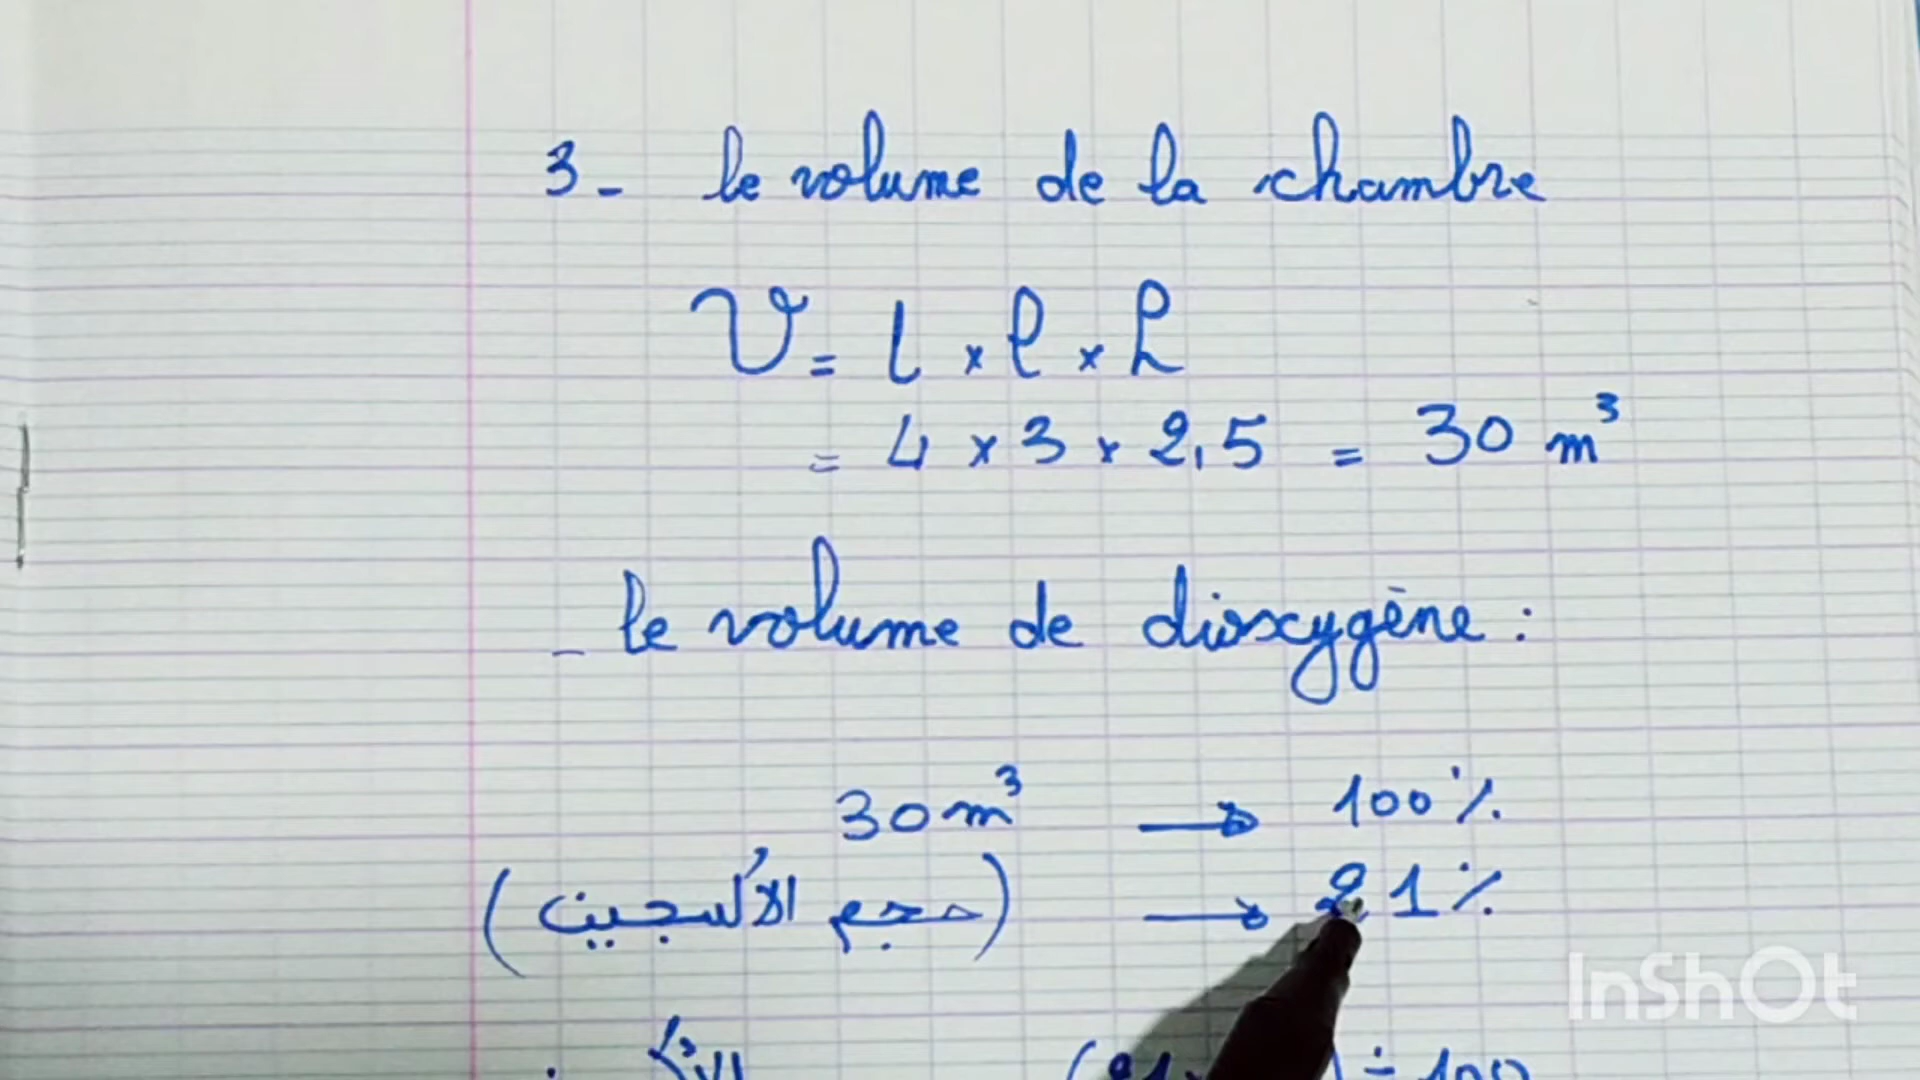 3- le volume de la chambre
V = L × l × h
= 4 × 3 × 2,5 = 30 m³
- le volume de dioxygène :
30 m³ → 100 %
(حجم الأكسجين) → 21 %
InShOt
) ÷ 100